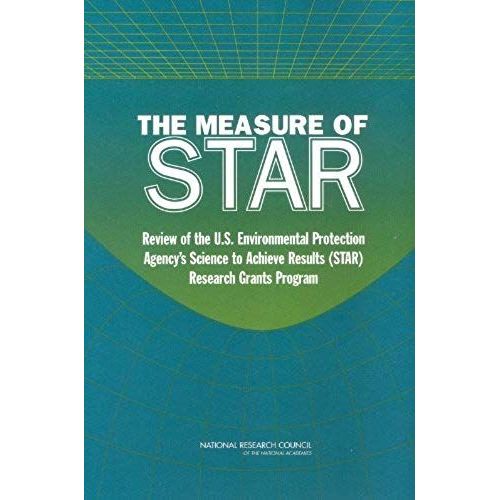 THE MEASURE OF
STAR
Review of the U.S. Environmental Protection
Agency's Science to Achieve Results (STAR)
Research Grants Program
NATIONAL RESEARCH COUNCIL
OF THE NATIONAL ACADEMIES